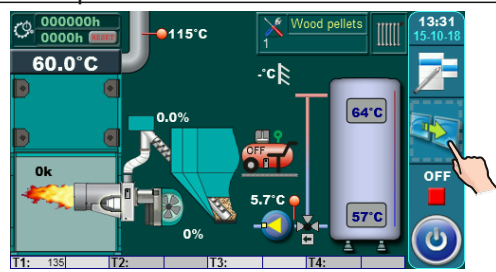 000000h
0000h RESET
115°C
Wood pellets
1
13:31
15-10-18
60.0°C
-°C
0.0%
64°C
OFF
0k
OFF
5.7°C
57°C
0%
T1: 135 T2: T3: T4: